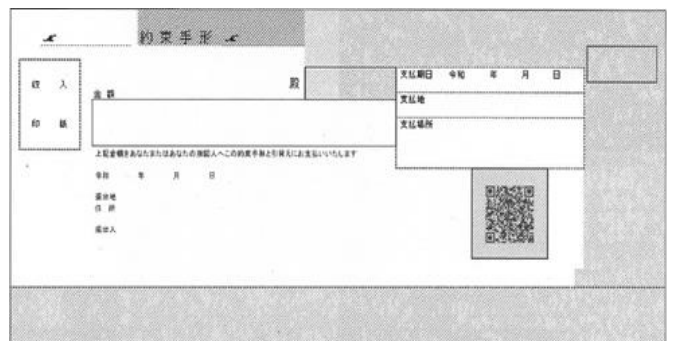 約束手形
収入
印紙
金額
殿
支払期日 令和 年 月 日
支払地
支払場所
上記金額をあなたまたはあなたの指図人へこの約束手形と引替えにお支払いいたします
令和 年 月 日
振出地
住所
振出人